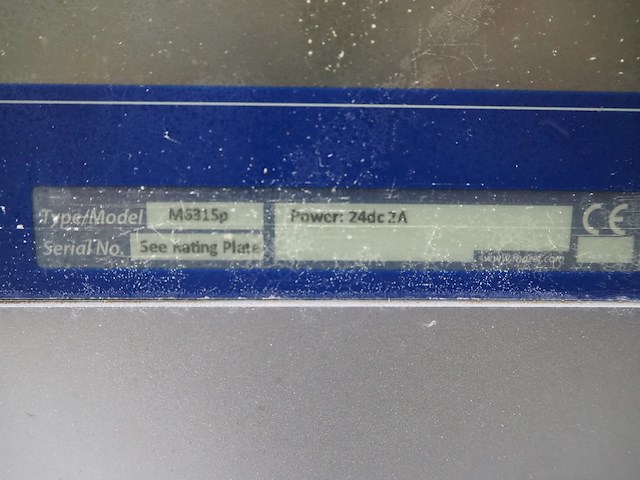 Type/Model M6315p
Power: 24dc 2A
CE
Serial No. See Rating Plate